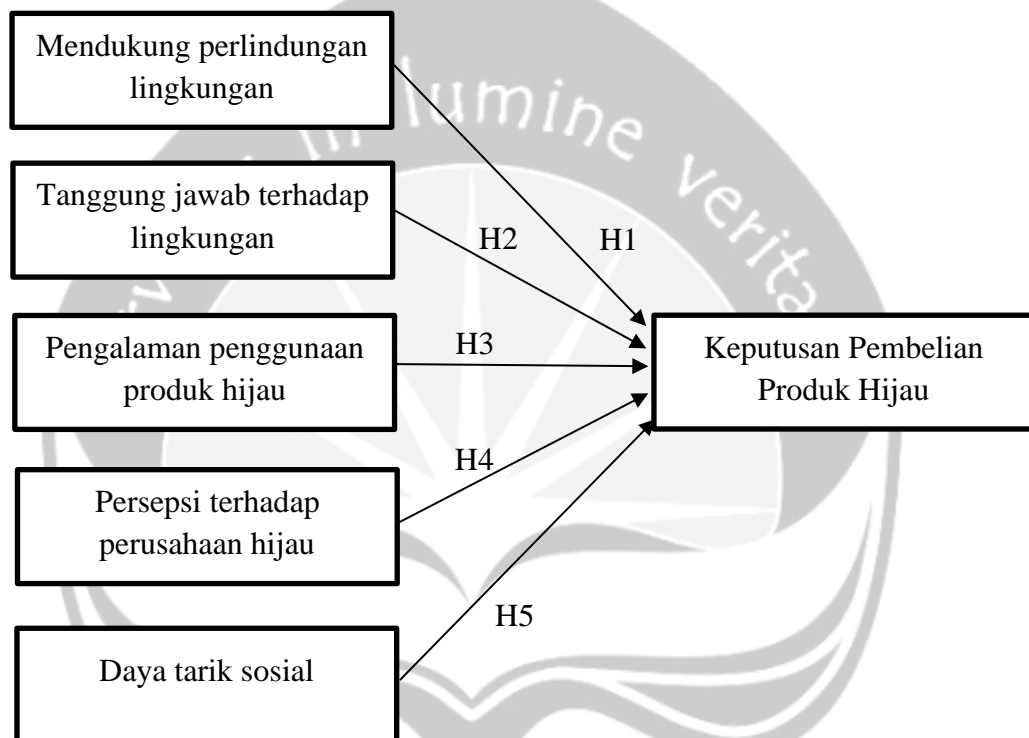 Mendukung perlindungan
lingkungan
Tanggung jawab terhadap
lingkungan
Pengalaman penggunaan
produk hijau
Persepsi terhadap
perusahaan hijau
Daya tarik sosial
H1
H2
H3
H4
H5
Keputusan Pembelian
Produk Hijau
in lumine verita